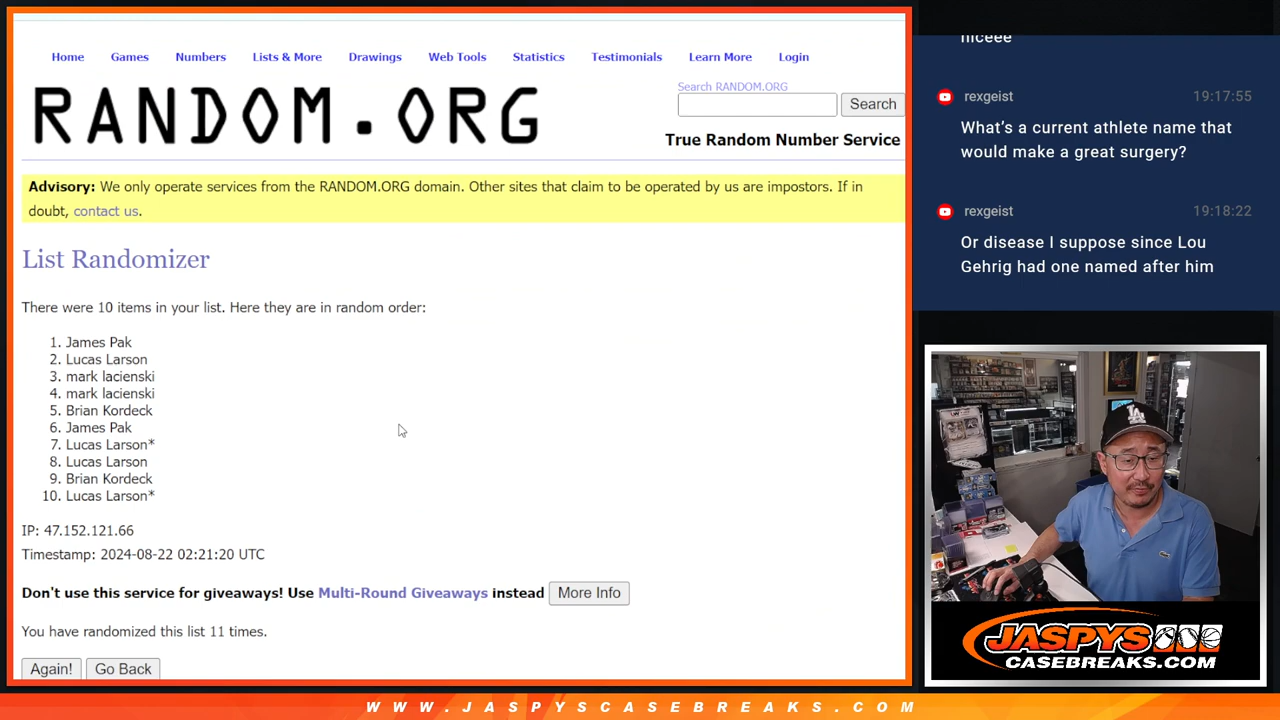 Home Games Numbers Lists & More Drawings Web Tools Statistics Testimonials Learn More Login
RANDOM.ORG
Search RANDOM.ORG
Search
True Random Number Service
Advisory: We only operate services from the RANDOM.ORG domain. Other sites that claim to be operated by us are impostors. If in
doubt, contact us.
List Randomizer
There were 10 items in your list. Here they are in random order:
1. James Pak
2. Lucas Larson
3. mark lacienski
4. mark lacienski
5. Brian Kordeck
6. James Pak
7. Lucas Larson*
8. Lucas Larson
9. Brian Kordeck
10. Lucas Larson*
IP: 47.152.121.66
Timestamp: 2024-08-22 02:21:20 UTC
Don't use this service for giveaways! Use Multi-Round Giveaways instead More Info
You have randomized this list 11 times.
Again! Go Back
niceee
rexgeist 19:17:55
What's a current athlete name that
would make a great surgery?
rexgeist 19:18:22
Or disease I suppose since Lou
Gehrig had one named after him
LA
JASPYS
CASEBREAKS.COM
WWW.JASPYSCASEBREAKS.COM